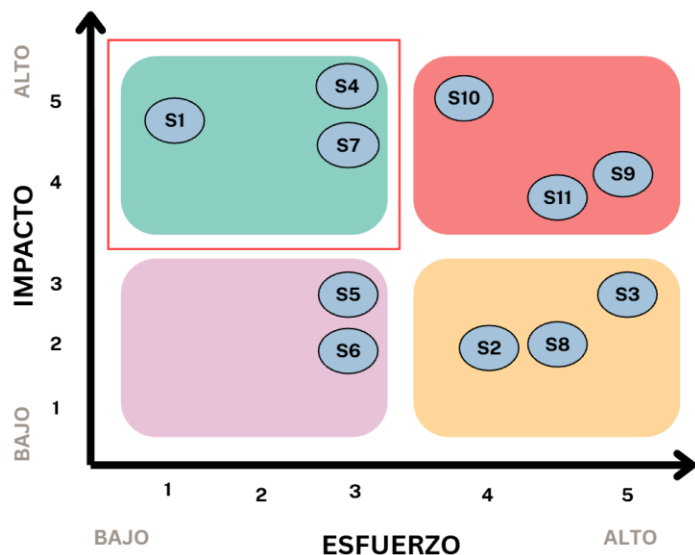 ALTO
5
4
IMPACTO
3
2
1
BAJO
S1
S4
S7
S10
S9
S11
S5
S6
S3
S2
S8
1
2
3
4
5
BAJO
ESFUERZO
ALTO